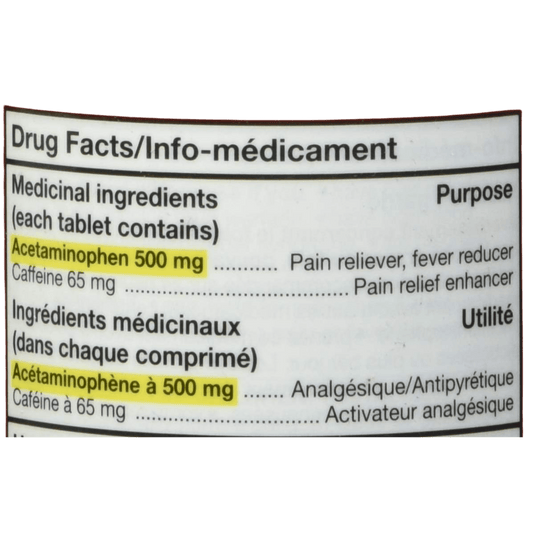 Drug Facts/Info-médicament
Medicinal ingredients Purpose
(each tablet contains)
Acetaminophen 500 mg ........... Pain reliever, fever reducer
Caffeine 65 mg ...................................... Pain relief enhancer
Ingrédients médicinaux Utilité
(dans chaque comprimé)
Acétaminophène à 500 mg ....... Analgésique/Antipyrétique
Caféine à 65 mg ................................ Activateur analgésique